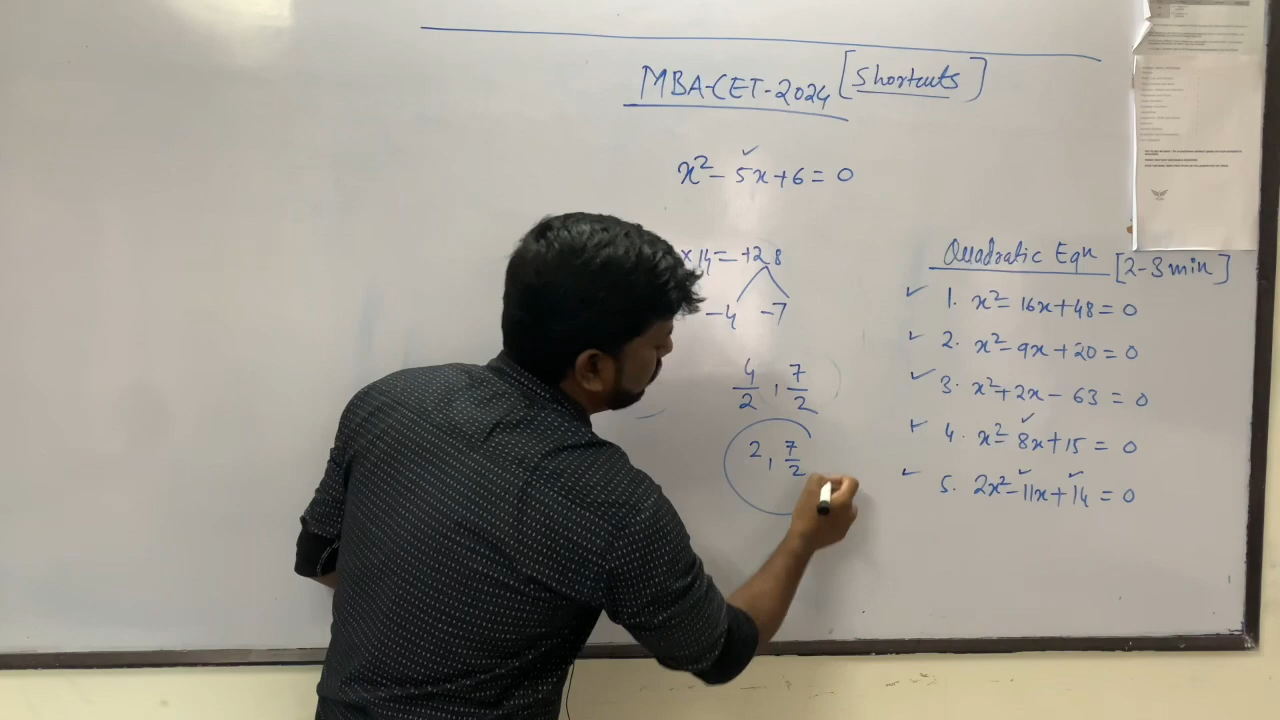 MBA-CET-2024 [Shortcuts]
x² - 5x + 6 = 0
x 14 = +28
-4 -7
4/2 , 7/2
2 , 7/2
Quadratic Eqn [2-3 min]
1. x² - 16x + 48 = 0
2. x² - 9x + 20 = 0
3. x² + 2x - 63 = 0
4. x² - 8x + 15 = 0
5. 2x² - 11x + 14 = 0